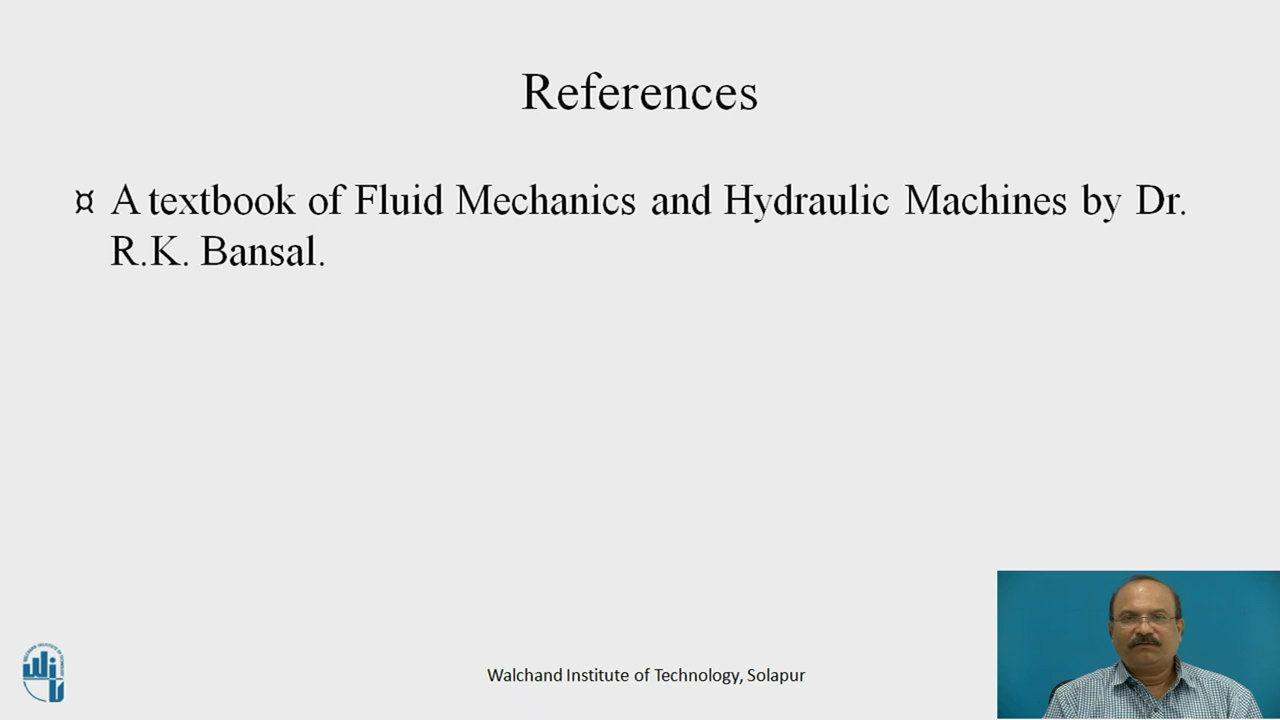 References
¤ A textbook of Fluid Mechanics and Hydraulic Machines by Dr.
R.K. Bansal.
Walchand Institute of Technology, Solapur